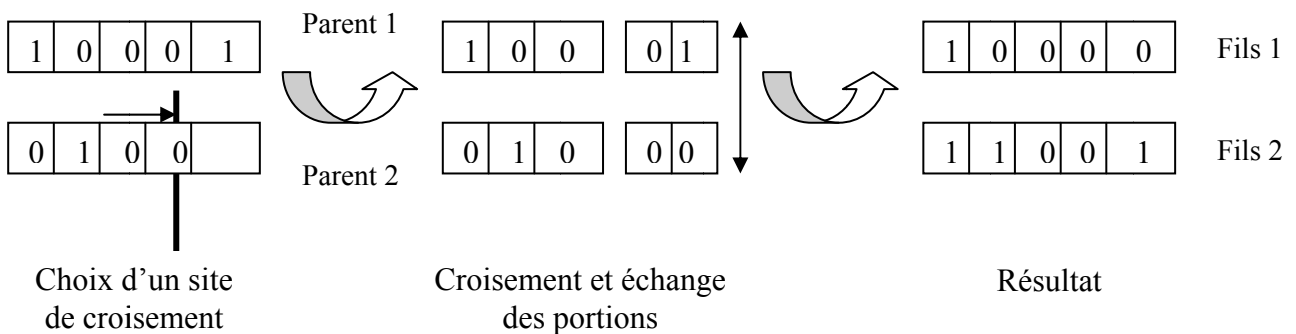 1 0 0 0 1
Parent 1
1 0 0 0 1
1 0 0 0 0
Fils 1
0 1 0 0
Parent 2
0 1 0 0 0
1 1 0 0 1
Fils 2
Choix d'un site
de croisement
Croisement et échange
des portions
Résultat